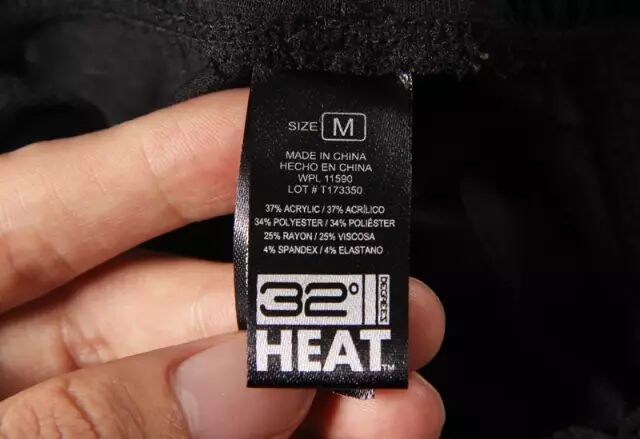 SIZE: M
MADE IN CHINA
HECHO EN CHINA
WPL 11590
LOT # T173350
37% ACRYLIC / 37% ACRÍLICO
34% POLYESTER / 34% POLIÉSTER
25% RAYON / 25% VISCOSA
4% SPANDEX / 4% ELASTANO
32° DEGREES
HEAT™